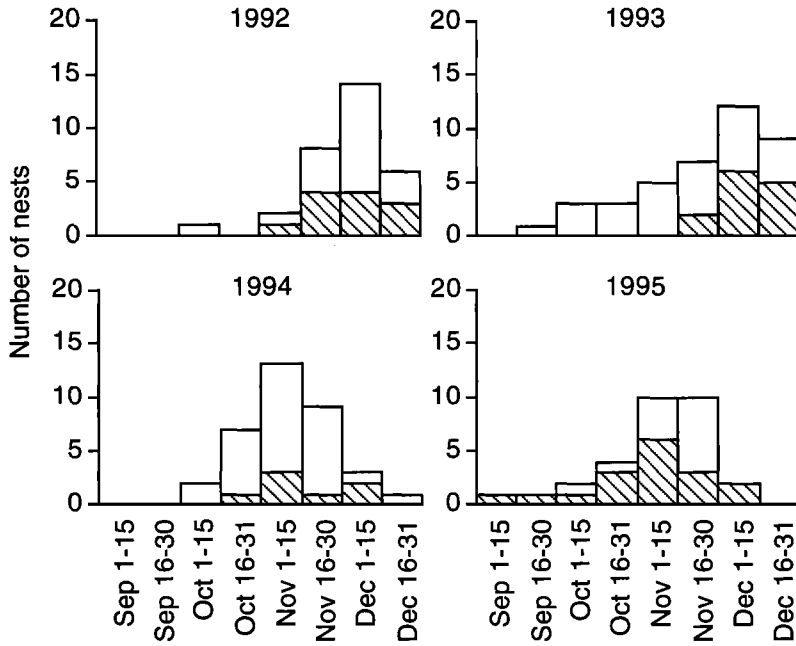 1992
20
15
10
5
0
1993
20
15
10
5
0
Number of nests
1994
20
15
10
5
0
1995
20
15
10
5
0
Sep 1-15
Sep 16-30
Oct 1-15
Oct 16-31
Nov 1-15
Nov 16-30
Dec 1-15
Dec 16-31
Sep 1-15
Sep 16-30
Oct 1-15
Oct 16-31
Nov 1-15
Nov 16-30
Dec 1-15
Dec 16-31